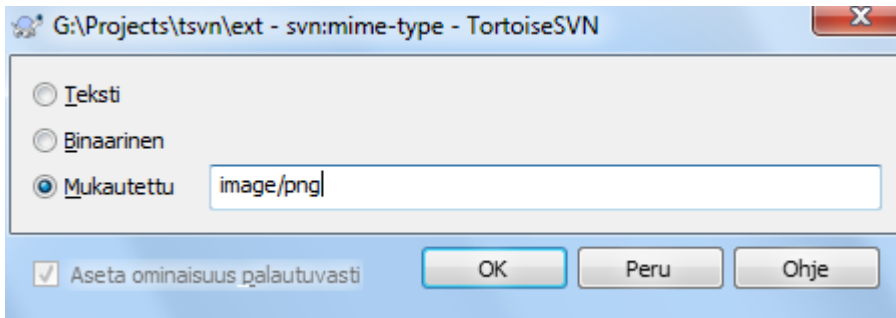 G:\Projects\tsvn\ext - svn:mime-type - TortoiseSVN
Teksti
Binaarinen
Mukautettu image/png
Aseta ominaisuus palautuvasti OK Peru Ohje